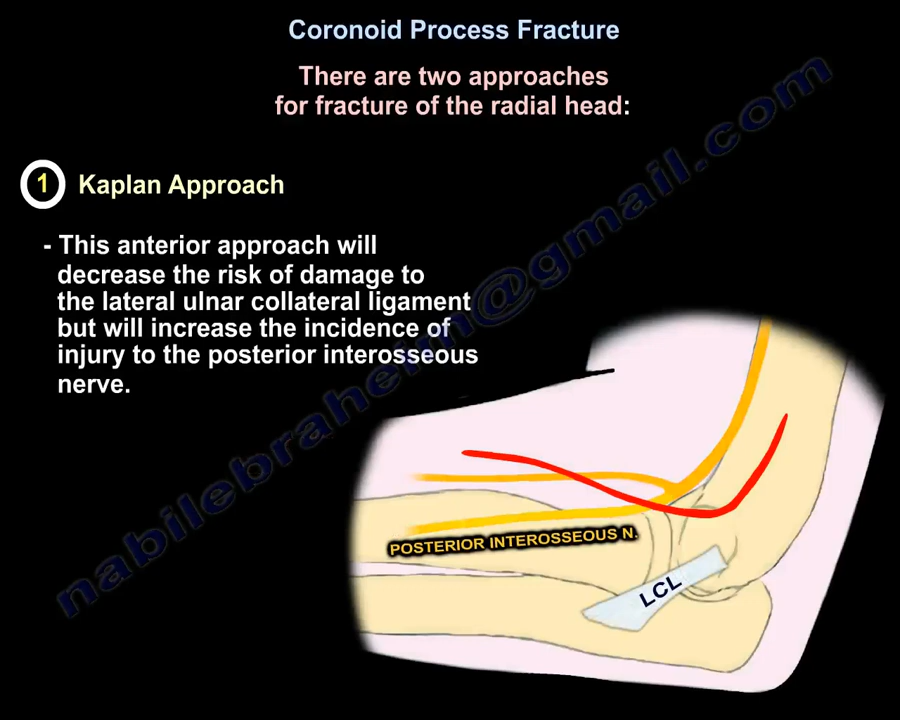 Coronoid Process Fracture
There are two approaches
for fracture of the radial head:
1 Kaplan Approach
- This anterior approach will
decrease the risk of damage to
the lateral ulnar collateral ligament
but will increase the incidence of
injury to the posterior interosseous
nerve.
nabilebraheim@gmail.com
POSTERIOR INTEROSSEOUS N.
LCL